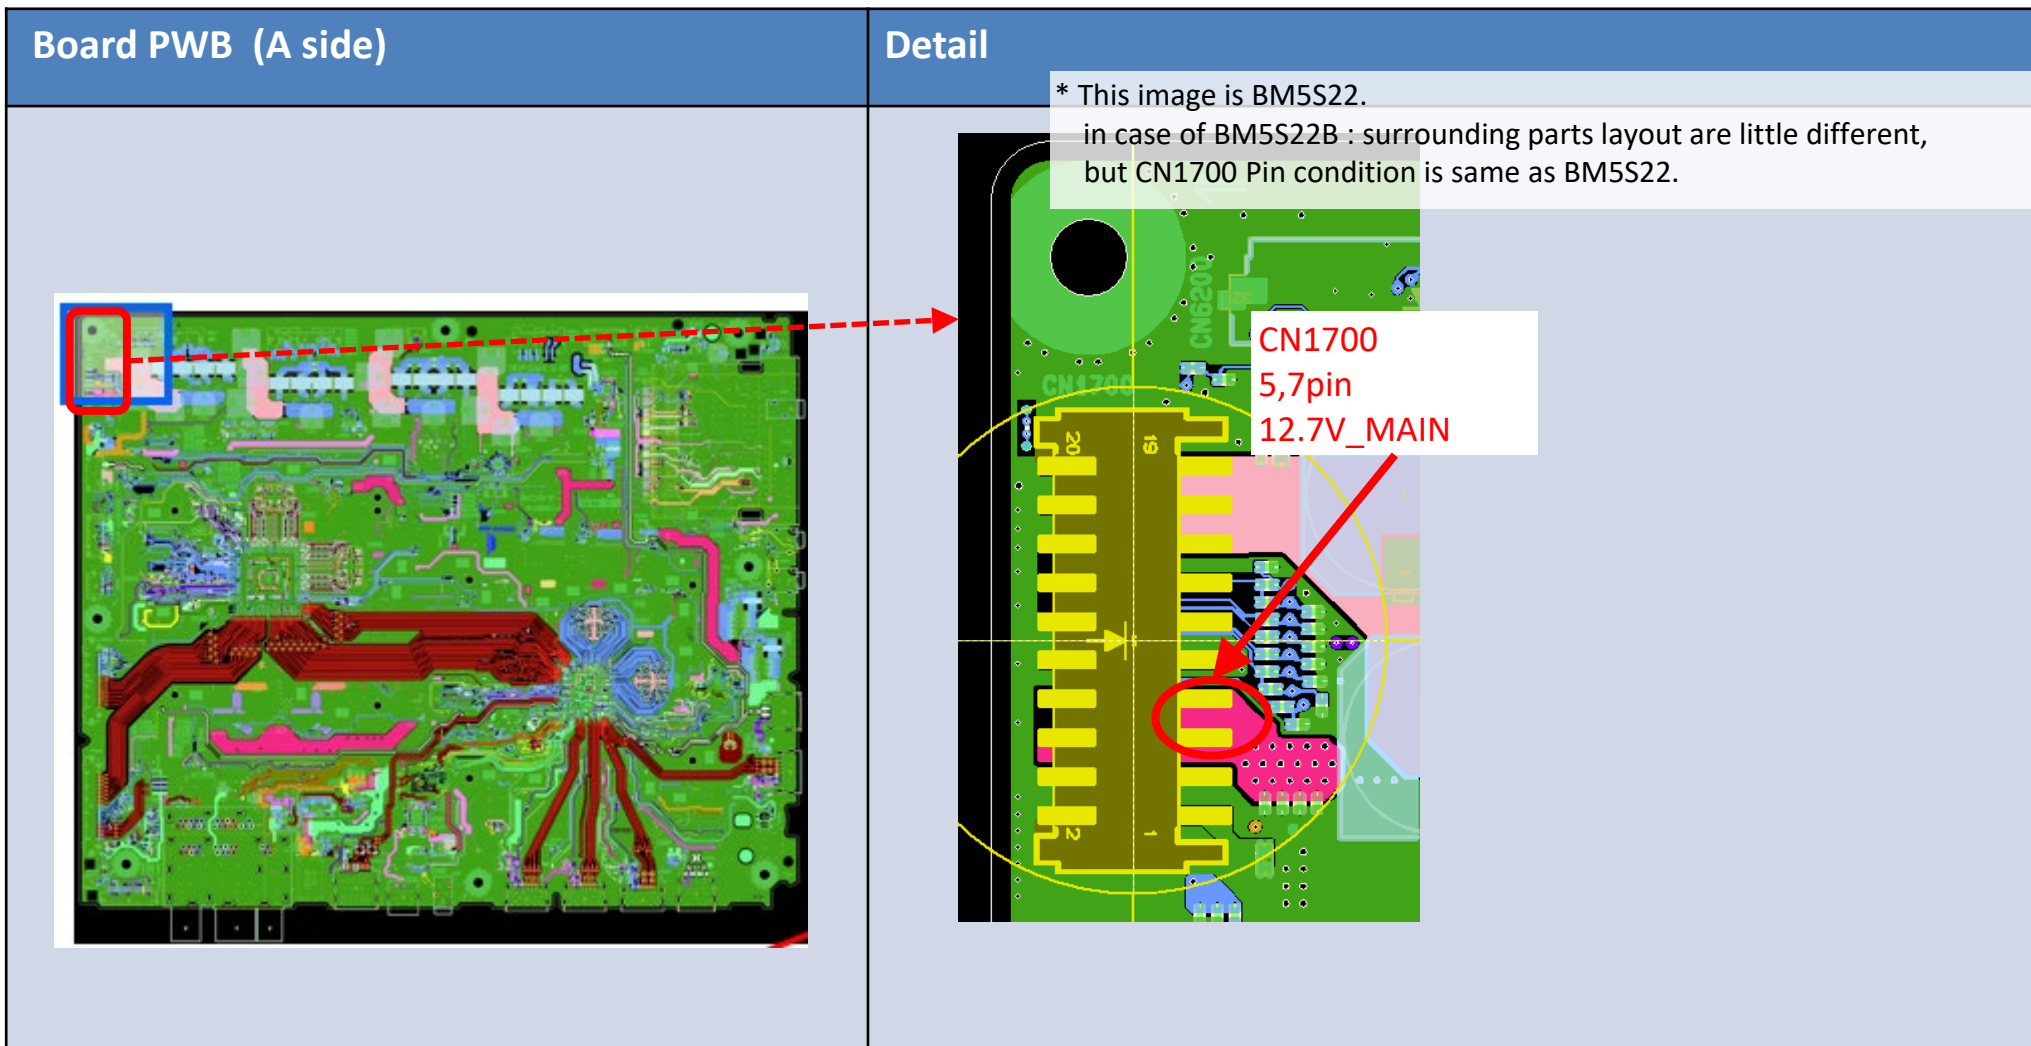 Board PWB (A side)
Detail
* This image is BM5S22.
in case of BM5S22B : surrounding parts layout are little different,
but CN1700 Pin condition is same as BM5S22.
CN6200
CN1700
5,7pin
12.7V_MAIN
CN1700
20
19
2
1